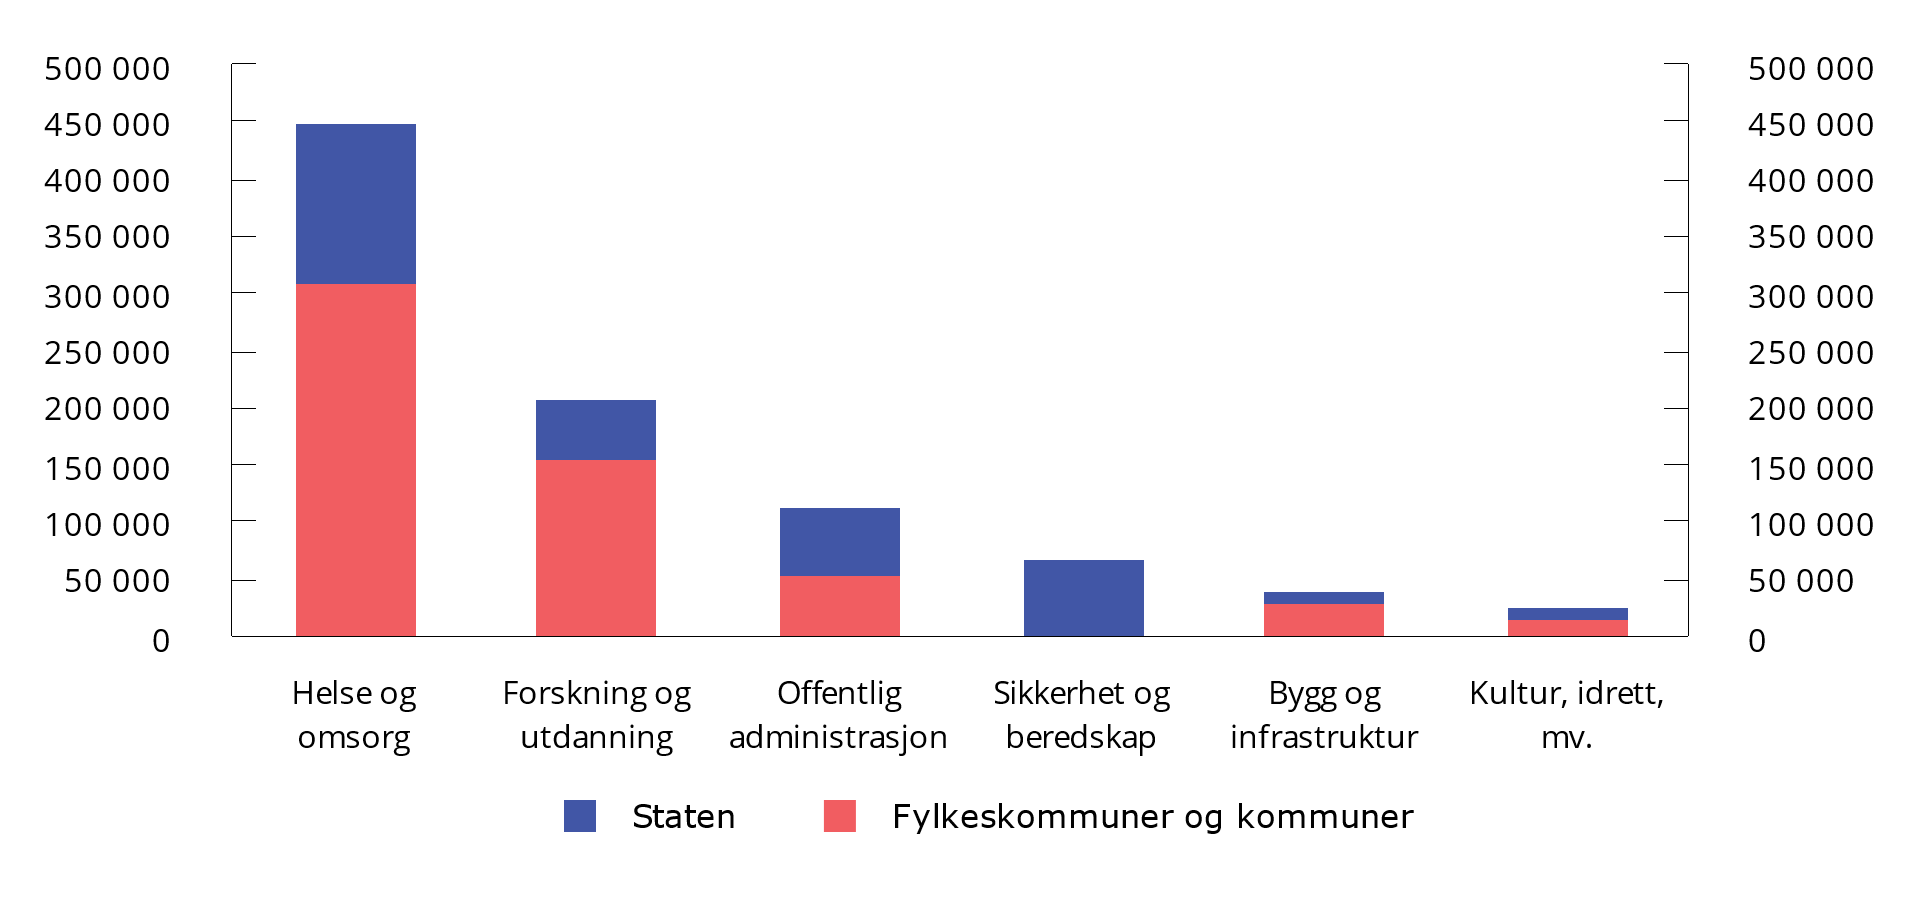 500 000 500 000
450 000 450 000
400 000 400 000
350 000 350 000
300 000 300 000
250 000 250 000
200 000 200 000
150 000 150 000
100 000 100 000
50 000 50 000
0 0
Helse og Forskning og Offentlig Sikkerhet og Bygg og Kultur, idrett,
omsorg utdanning administrasjon beredskap infrastruktur mv.
Staten Fylkeskommuner og kommuner